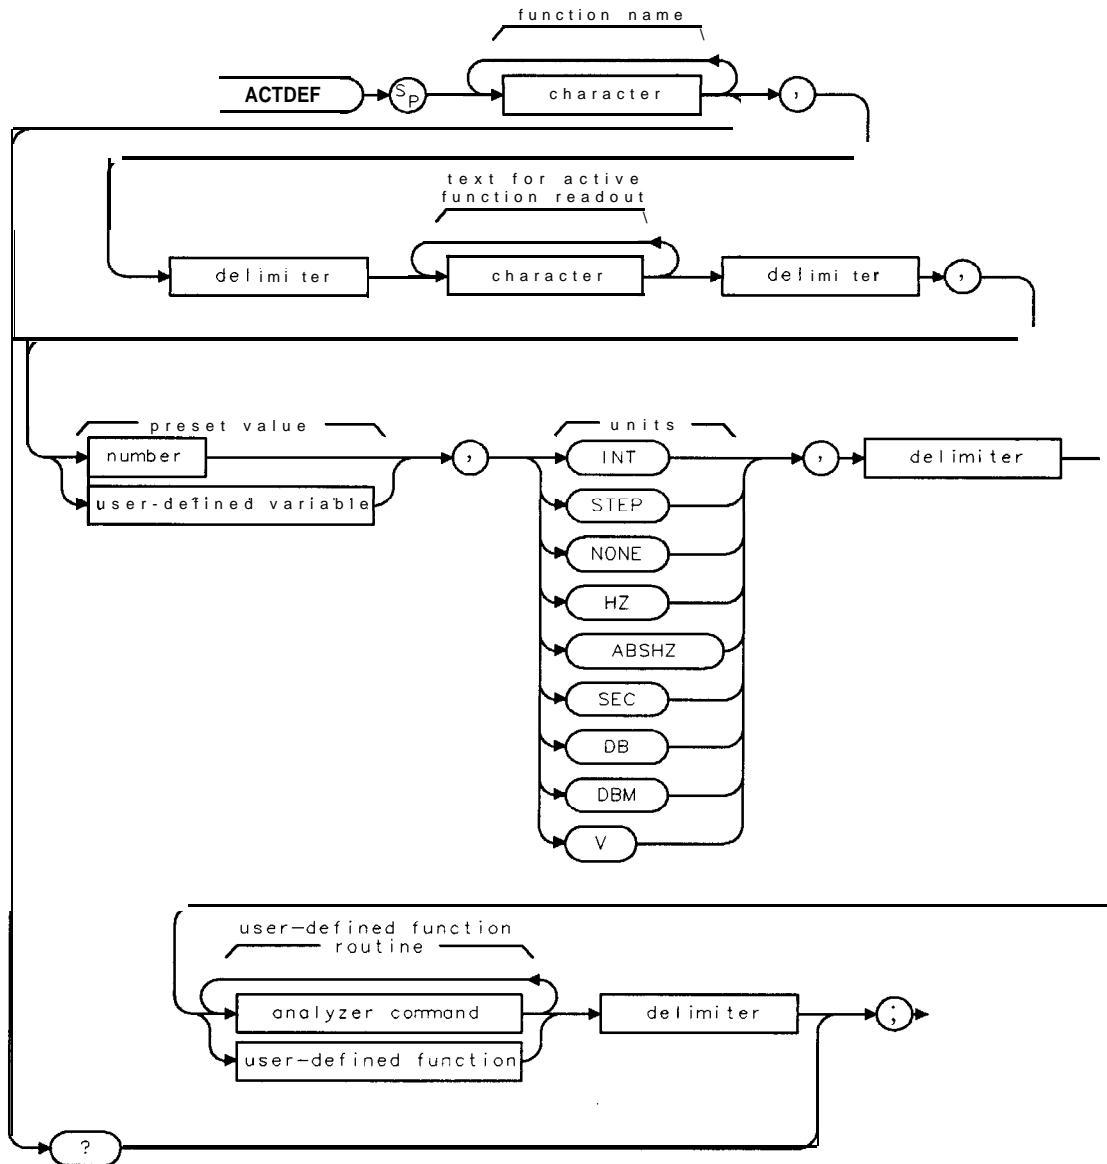 function name
ACTDEF
SP
character
,
text for active
function readout
delimiter
character
delimiter
,
preset value
units
number
,
INT
,
delimiter
user-defined variable
STEP
NONE
HZ
ABSHZ
SEC
DB
DBM
V
user-defined function
routine
analyzer command
delimiter
;
user-defined function
?